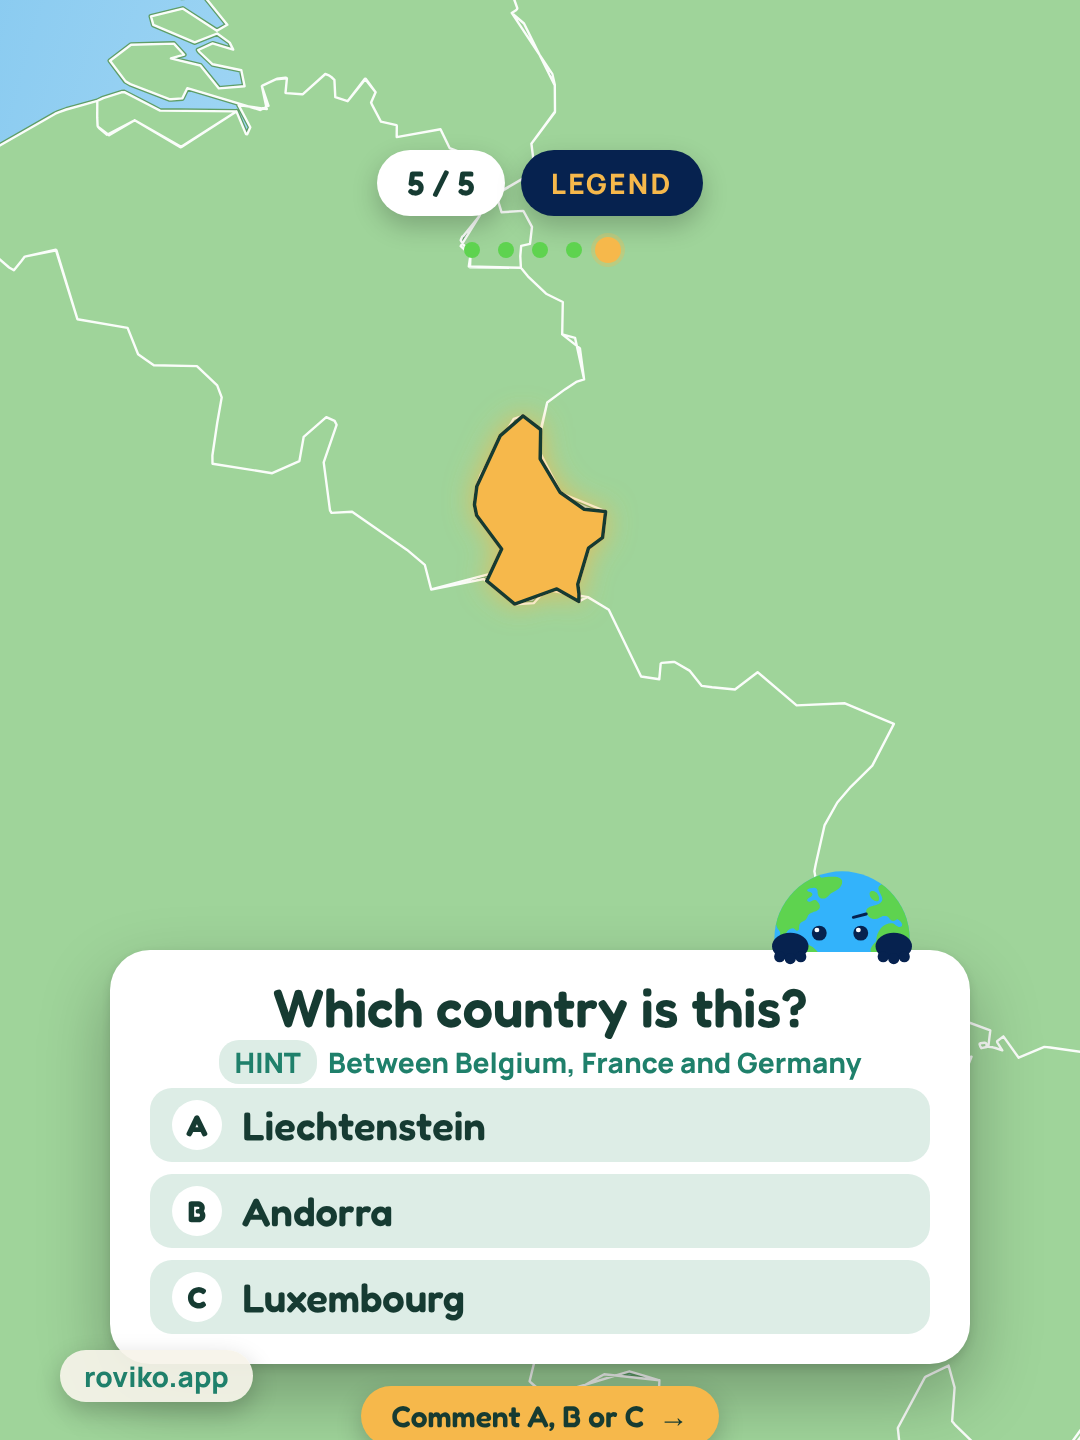 5 / 5
LEGEND
Which country is this?
HINT Between Belgium, France and Germany
A Liechtenstein
B Andorra
C Luxembourg
roviko.app
Comment A, B or C →